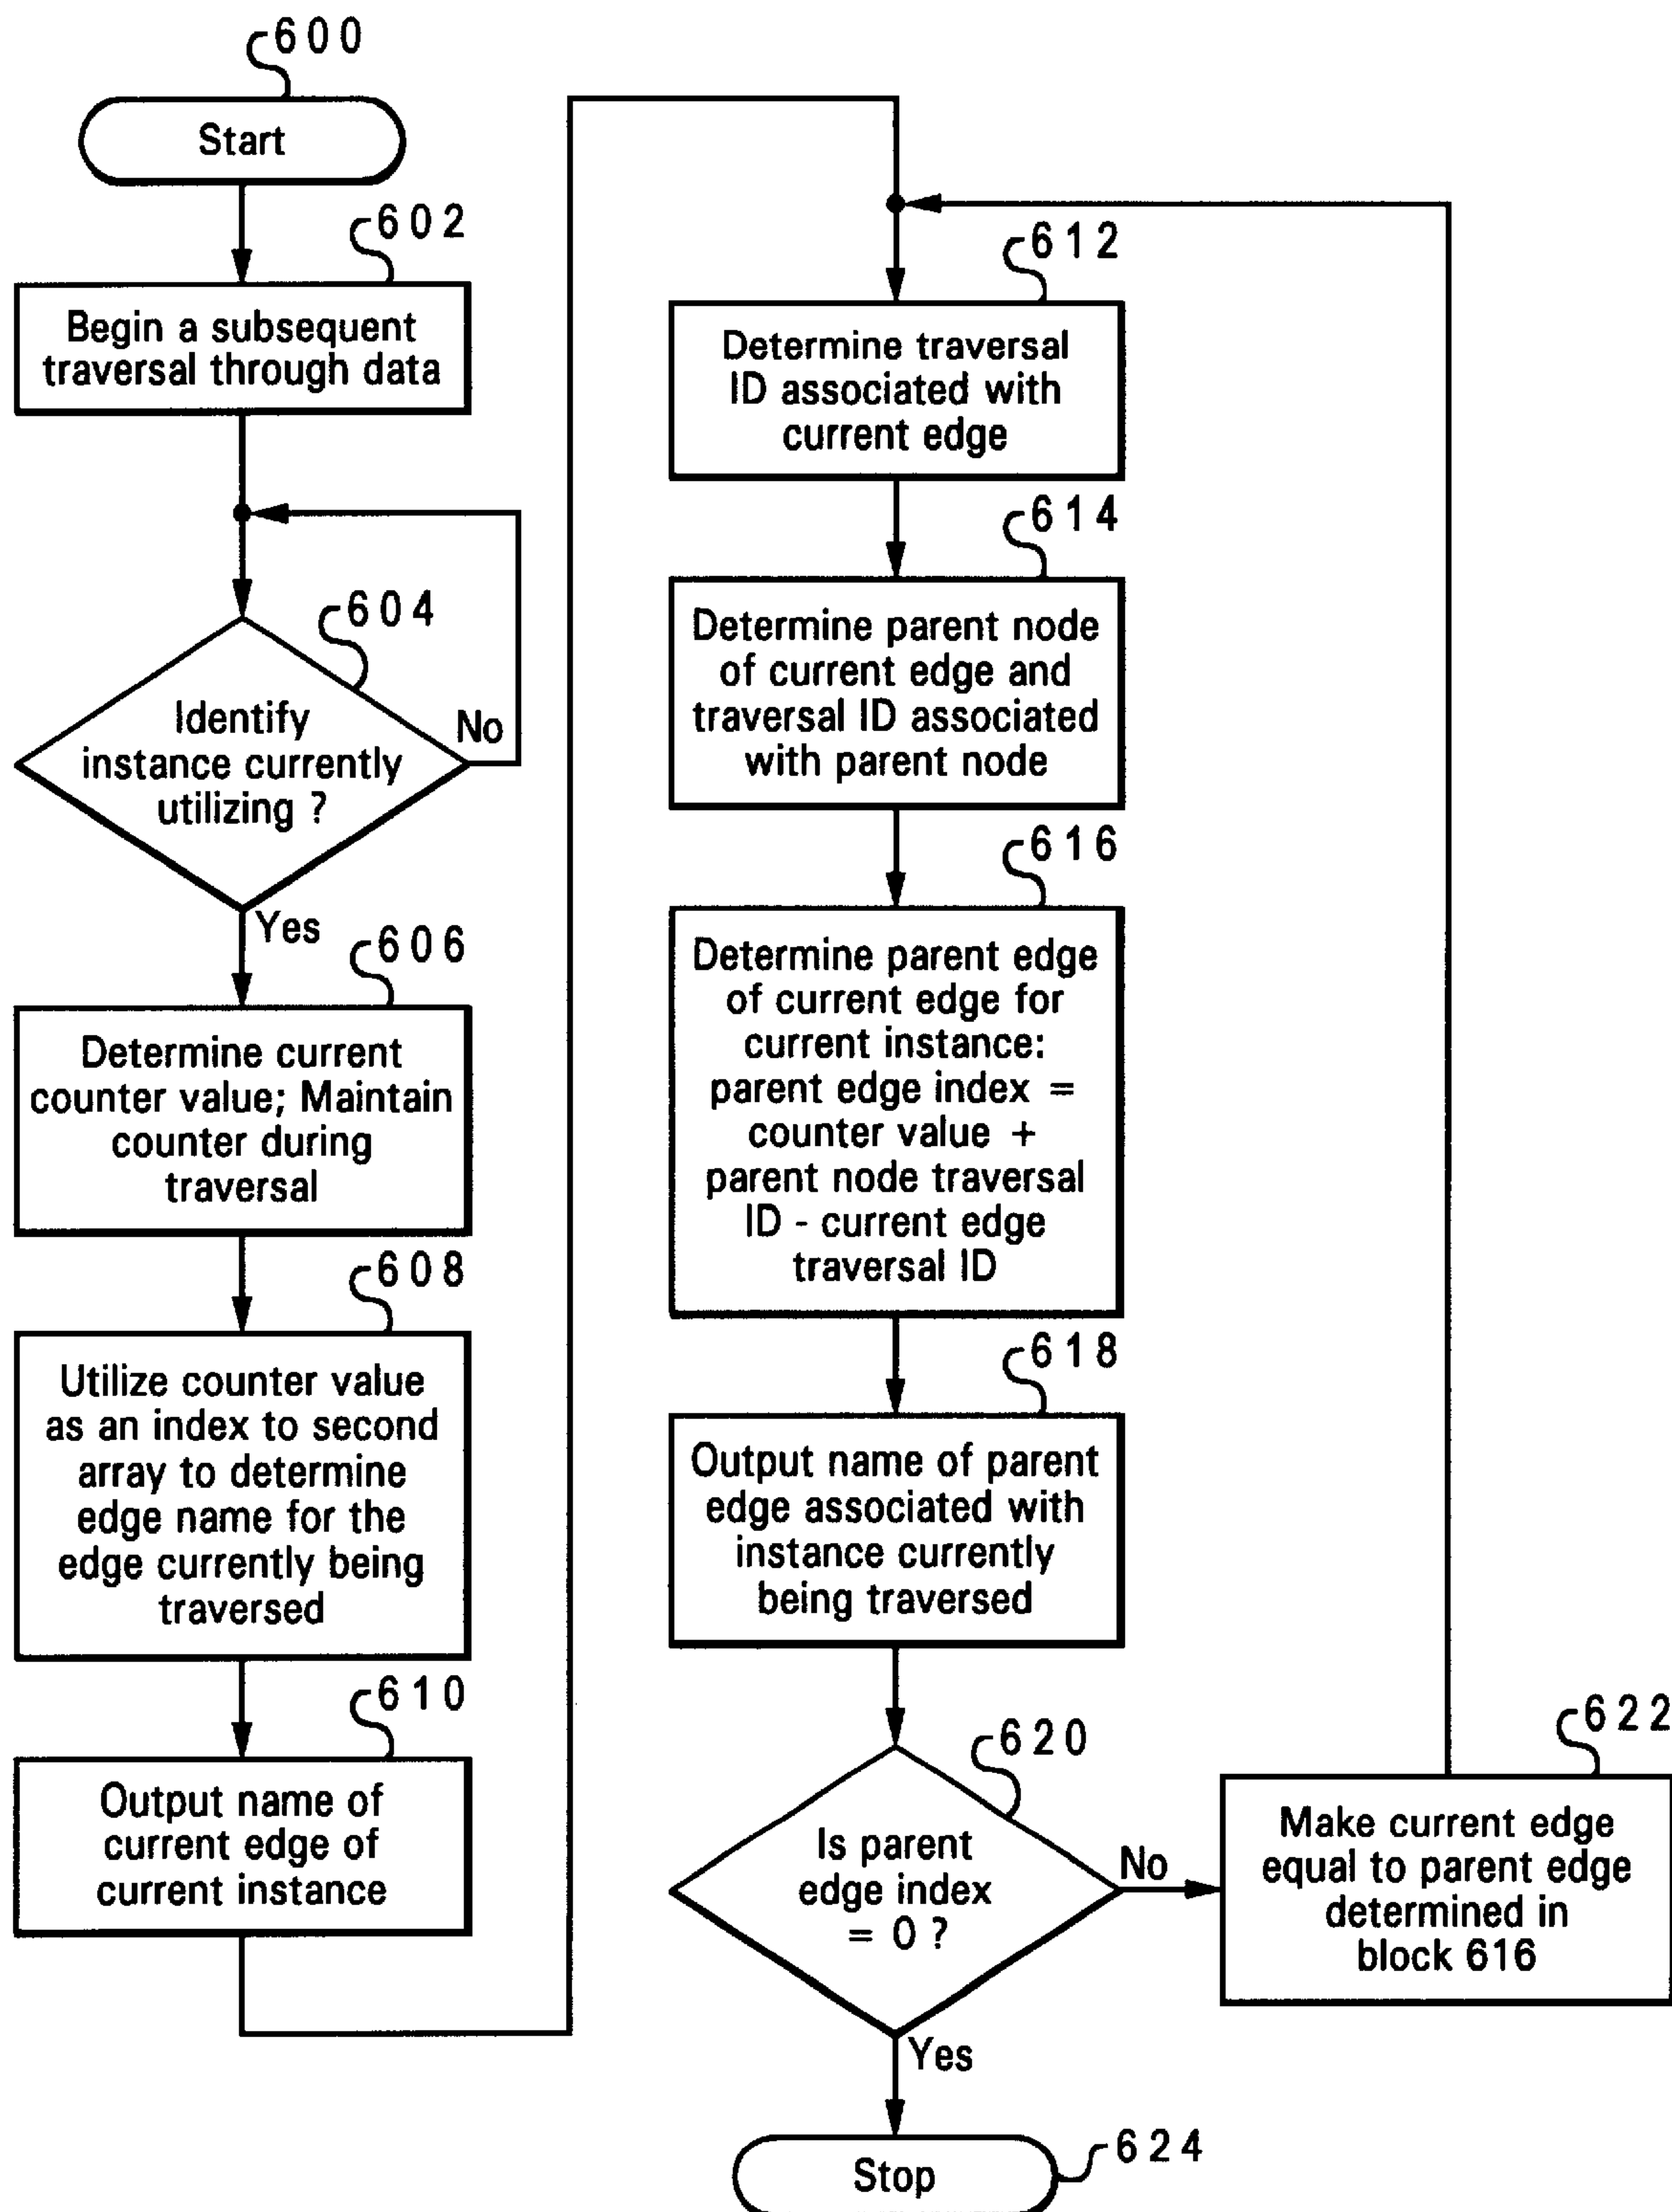 600
Start
602
Begin a subsequent
traversal through data
604
Identify
instance currently
utilizing ?
No
Yes
606
Determine current
counter value; Maintain
counter during
traversal
608
Utilize counter value
as an index to second
array to determine
edge name for the
edge currently being
traversed
610
Output name of
current edge of
current instance
612
Determine traversal
ID associated with
current edge
614
Determine parent node
of current edge and
traversal ID associated
with parent node
616
Determine parent edge
of current edge for
current instance:
parent edge index =
counter value +
parent node traversal
ID - current edge
traversal ID
618
Output name of parent
edge associated with
instance currently
being traversed
620
Is parent
edge index
= 0 ?
No
622
Make current edge
equal to parent edge
determined in
block 616
Yes
Stop
624